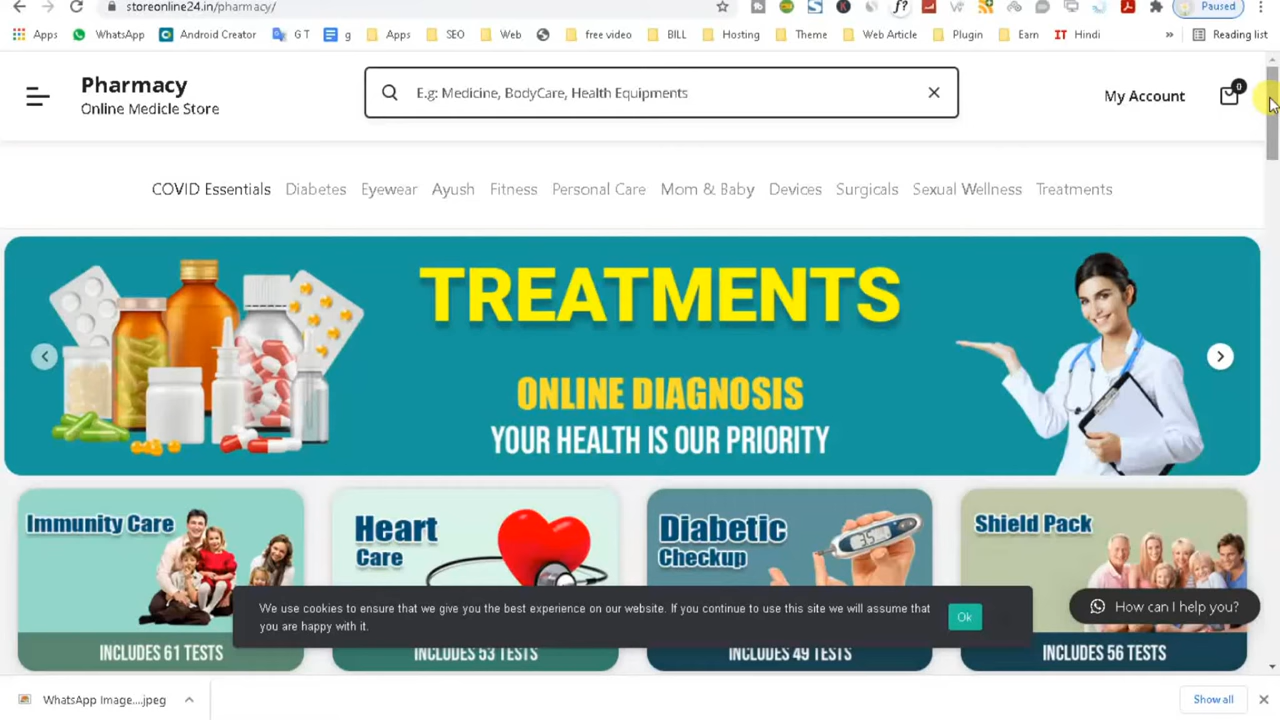 storeonline24.in/pharmacy/
Paused
Apps WhatsApp Android Creator G T g Apps SEO Web free video BILL Hosting Theme Web Article Plugin Earn IT Hindi » Reading list
Pharmacy
Online Medicle Store
E.g: Medicine, BodyCare, Health Equipments
My Account
0
COVID Essentials Diabetes Eyewear Ayush Fitness Personal Care Mom & Baby Devices Surgicals Sexual Wellness Treatments
TREATMENTS
ONLINE DIAGNOSIS
YOUR HEALTH IS OUR PRIORITY
Immunity Care
INCLUDES 61 TESTS
Heart
Care
INCLUDES 53 TESTS
Diabetic
Checkup
35
INCLUDES 49 TESTS
Shield Pack
INCLUDES 56 TESTS
We use cookies to ensure that we give you the best experience on our website. If you continue to use this site we will assume that
you are happy with it.
Ok
How can I help you?
WhatsApp Image....jpeg
Show all